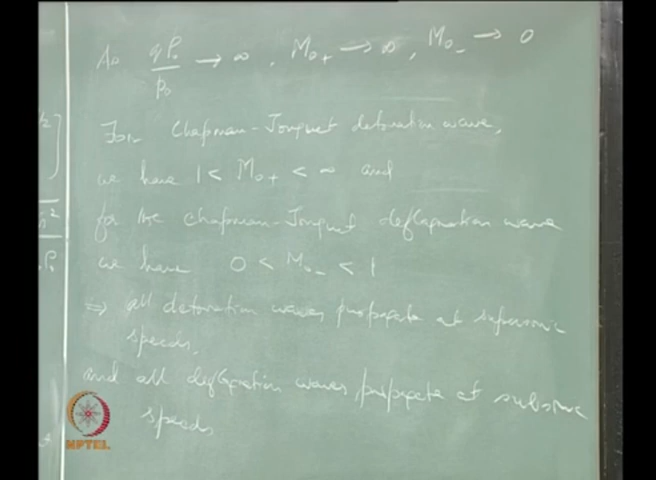 As qρ₀/p₀ → ∞, M₀₊ → ∞, M₀₋ → 0
For Chapman-Jouguet detonation wave,
we have 1 < M₀₊ < ∞ and
for the Chapman-Jouguet deflagration wave
we have 0 < M₀₋ < 1
⇒ all detonation waves propagate at supersonic
speeds,
and all deflagration waves propagate at subsonic
speeds
NPTEL